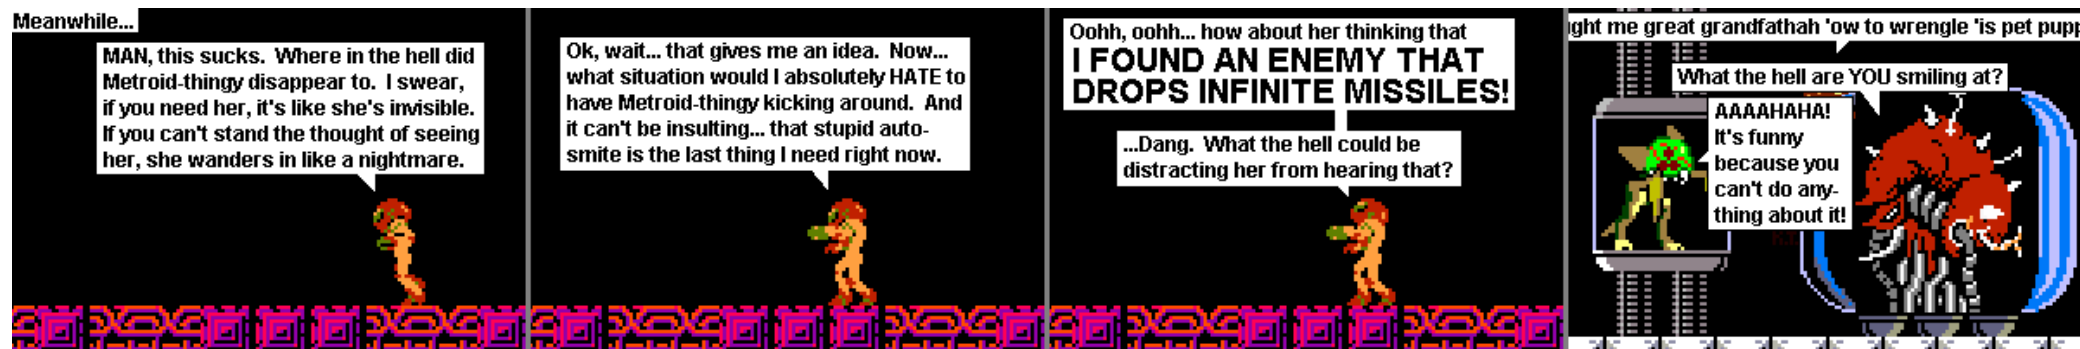 Meanwhile...
MAN, this sucks. Where in the hell did
Metroid-thingy disappear to. I swear,
if you need her, it's like she's invisible.
If you can't stand the thought of seeing
her, she wanders in like a nightmare.
Ok, wait... that gives me an idea. Now...
what situation would I absolutely HATE to
have Metroid-thingy kicking around. And
it can't be insulting... that stupid auto-
smite is the last thing I need right now.
Oohh, oohh... how about her thinking that
I FOUND AN ENEMY THAT
DROPS INFINITE MISSILES!
...Dang. What the hell could be
distracting her from hearing that?
ght me great grandfathah 'ow to wrengle 'is pet pupp
What the hell are YOU smiling at?
AAAAHAHA!
It's funny
because you
can't do any-
thing about it!